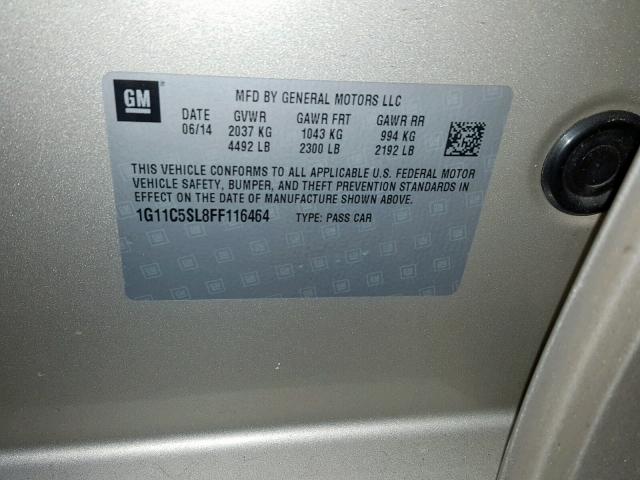 GM
MFD BY GENERAL MOTORS LLC
DATE GVWR GAWR FRT GAWR RR
06/14 2037 KG 1043 KG 994 KG
4492 LB 2300 LB 2192 LB
THIS VEHICLE CONFORMS TO ALL APPLICABLE U.S. FEDERAL MOTOR
VEHICLE SAFETY, BUMPER, AND THEFT PREVENTION STANDARDS IN
EFFECT ON THE DATE OF MANUFACTURE SHOWN ABOVE.
1G11C5SL8FF116464 TYPE: PASS CAR